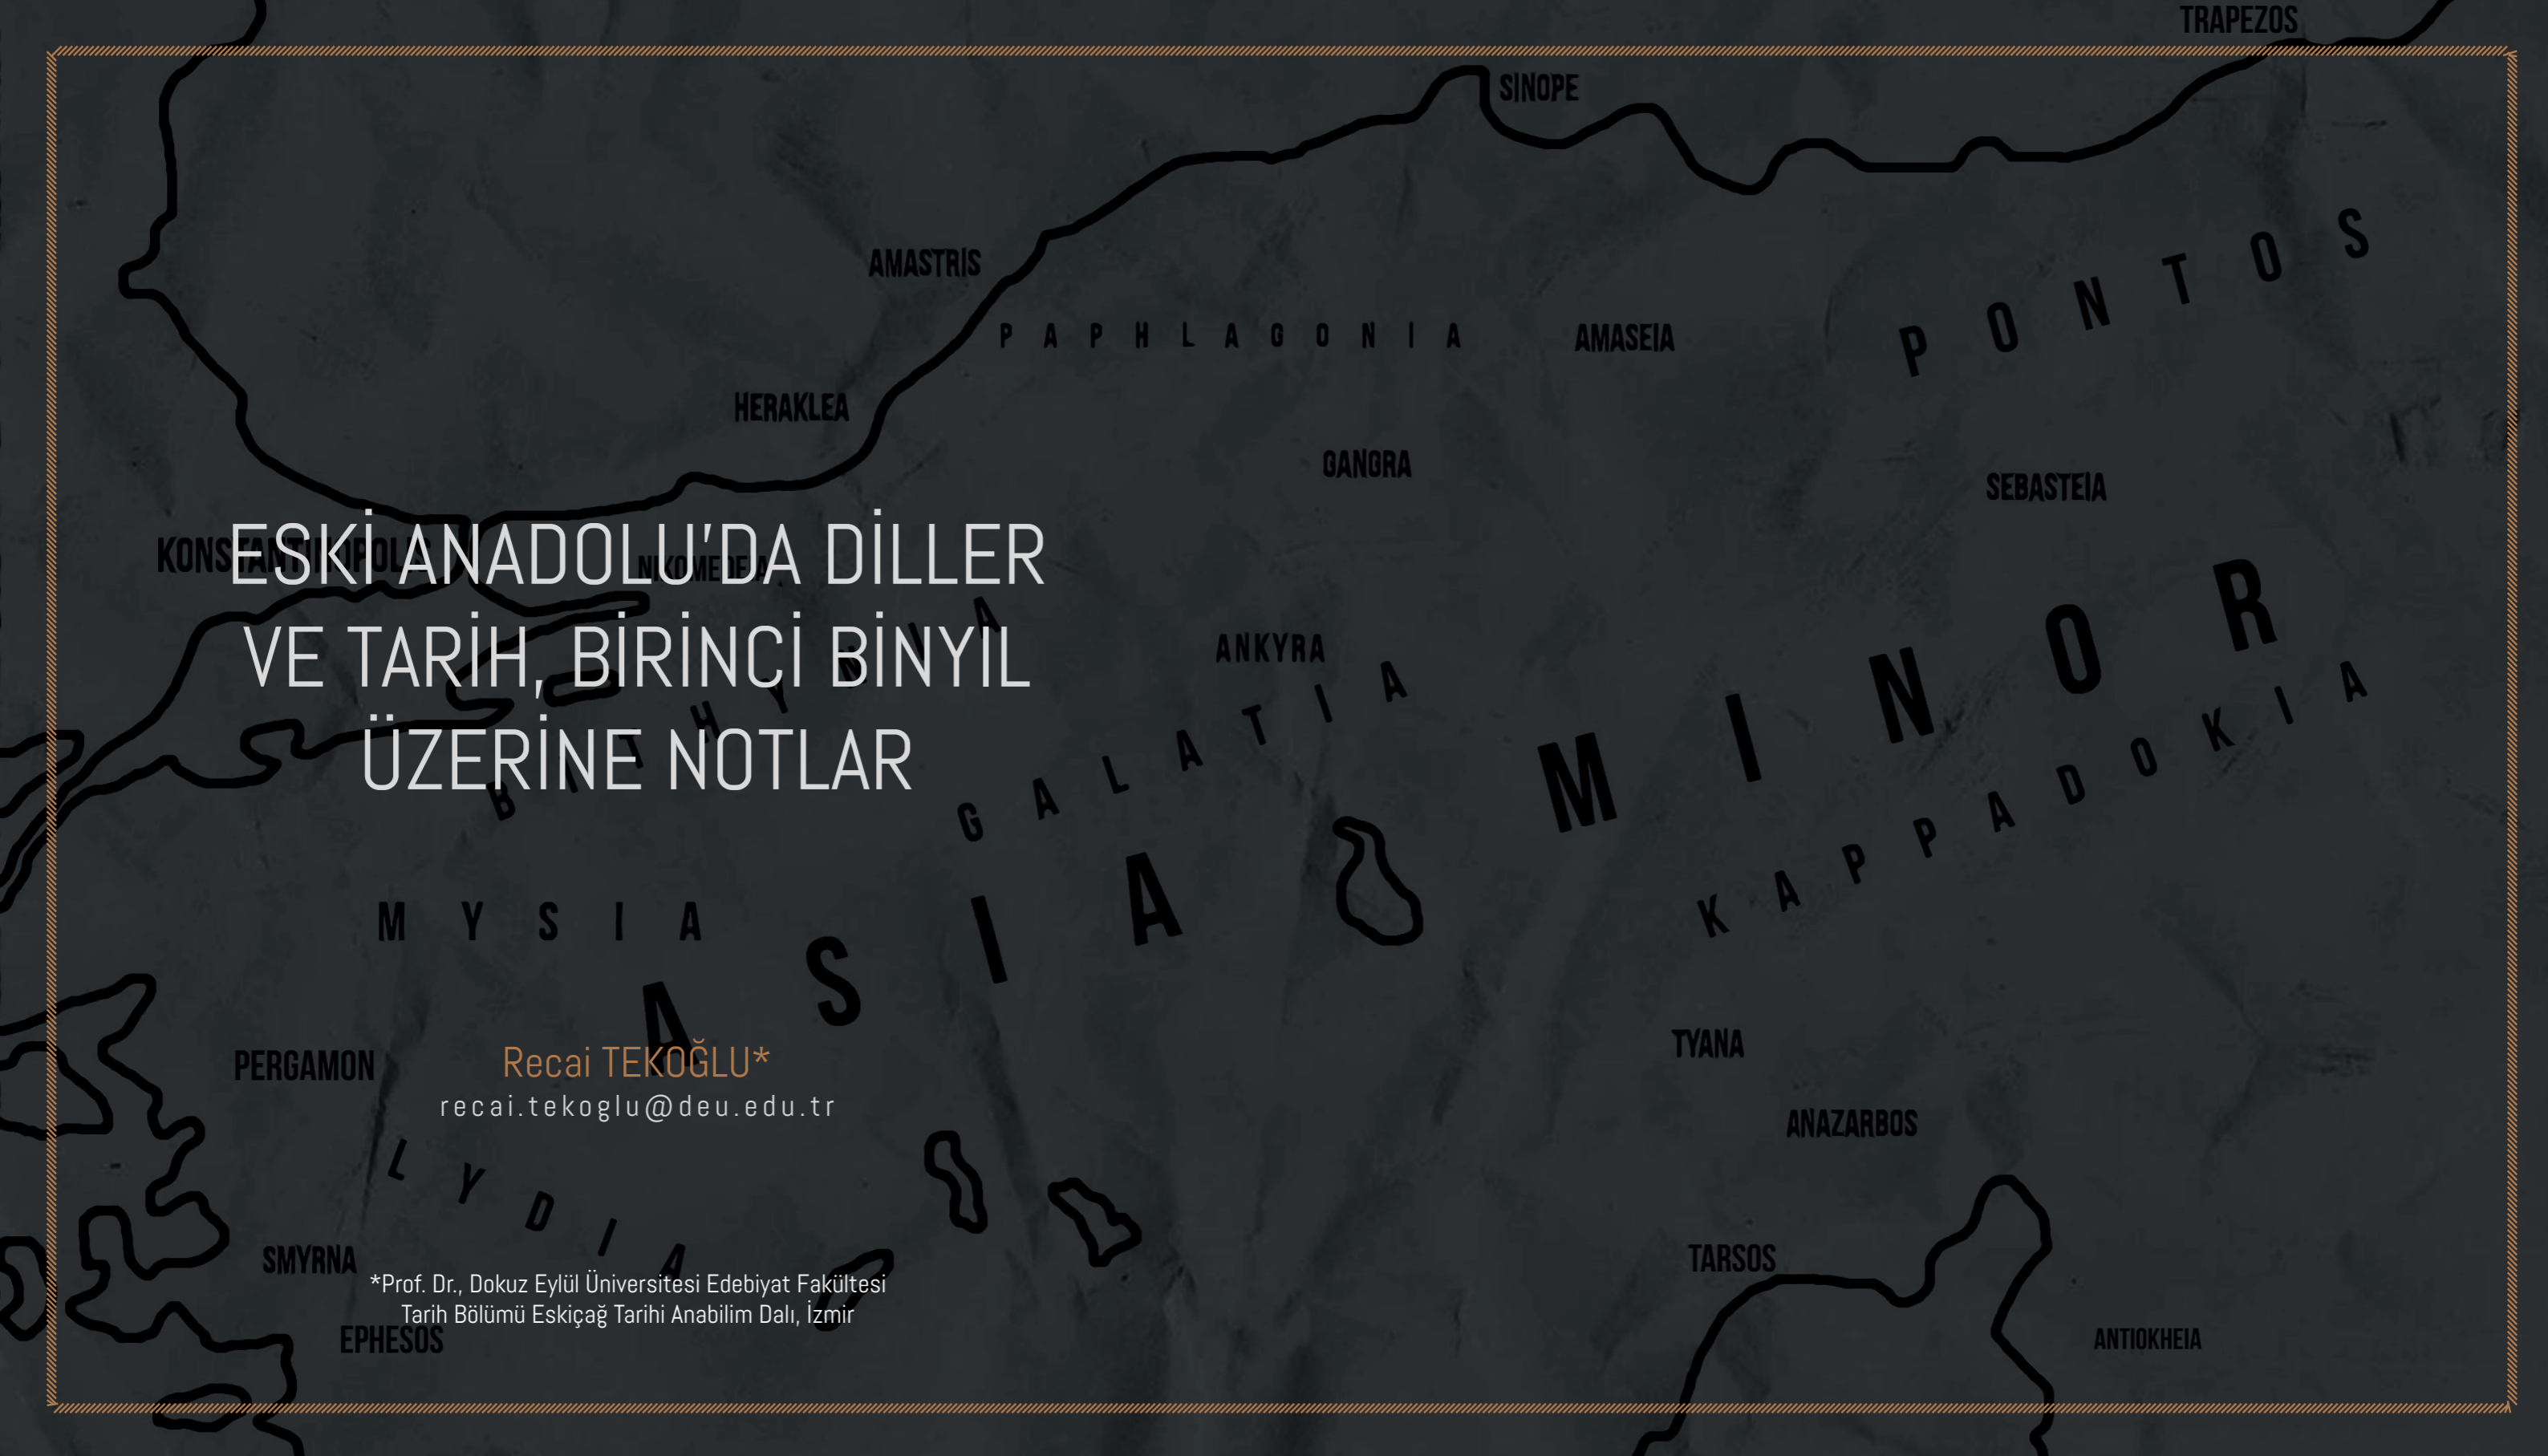 TRAPEZOS
SINOPE
AMASTRIS
PAPHLAGONIA
AMASEIA
PONTOS
HERAKLEA
GANGRA
SEBASTEIA
KONSTANTINOPOLIS
NIKOMEDEIA
ESKİ ANADOLU'DA DİLLER
VE TARİH, BİRİNCİ BİNYIL
ÜZERİNE NOTLAR
BITHYNIA
ANKYRA
GALATIA
ASIA MINOR
KAPPADOKIA
MYSIA
TYANA
PERGAMON
Recai TEKOĞLU*
recai.tekoglu@deu.edu.tr
ANAZARBOS
LYDIA
SMYRNA
TARSOS
*Prof. Dr., Dokuz Eylül Üniversitesi Edebiyat Fakültesi
Tarih Bölümü Eskiçağ Tarihi Anabilim Dalı, İzmir
EPHESOS
ANTIOKHEIA